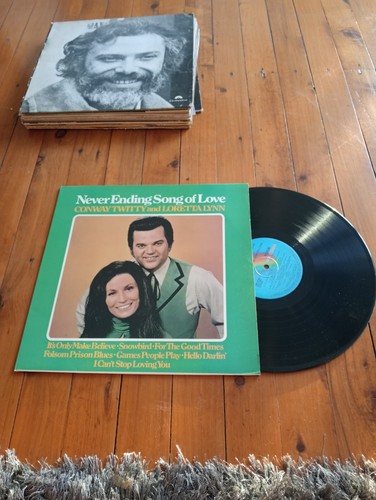 Never Ending Song of Love
CONWAY TWITTY and LORETTA LYNN
It's Only Make Believe • Snowbird • For The Good Times
Folsom Prison Blues • Games People Play • Hello Darlin'
I Can't Stop Loving You